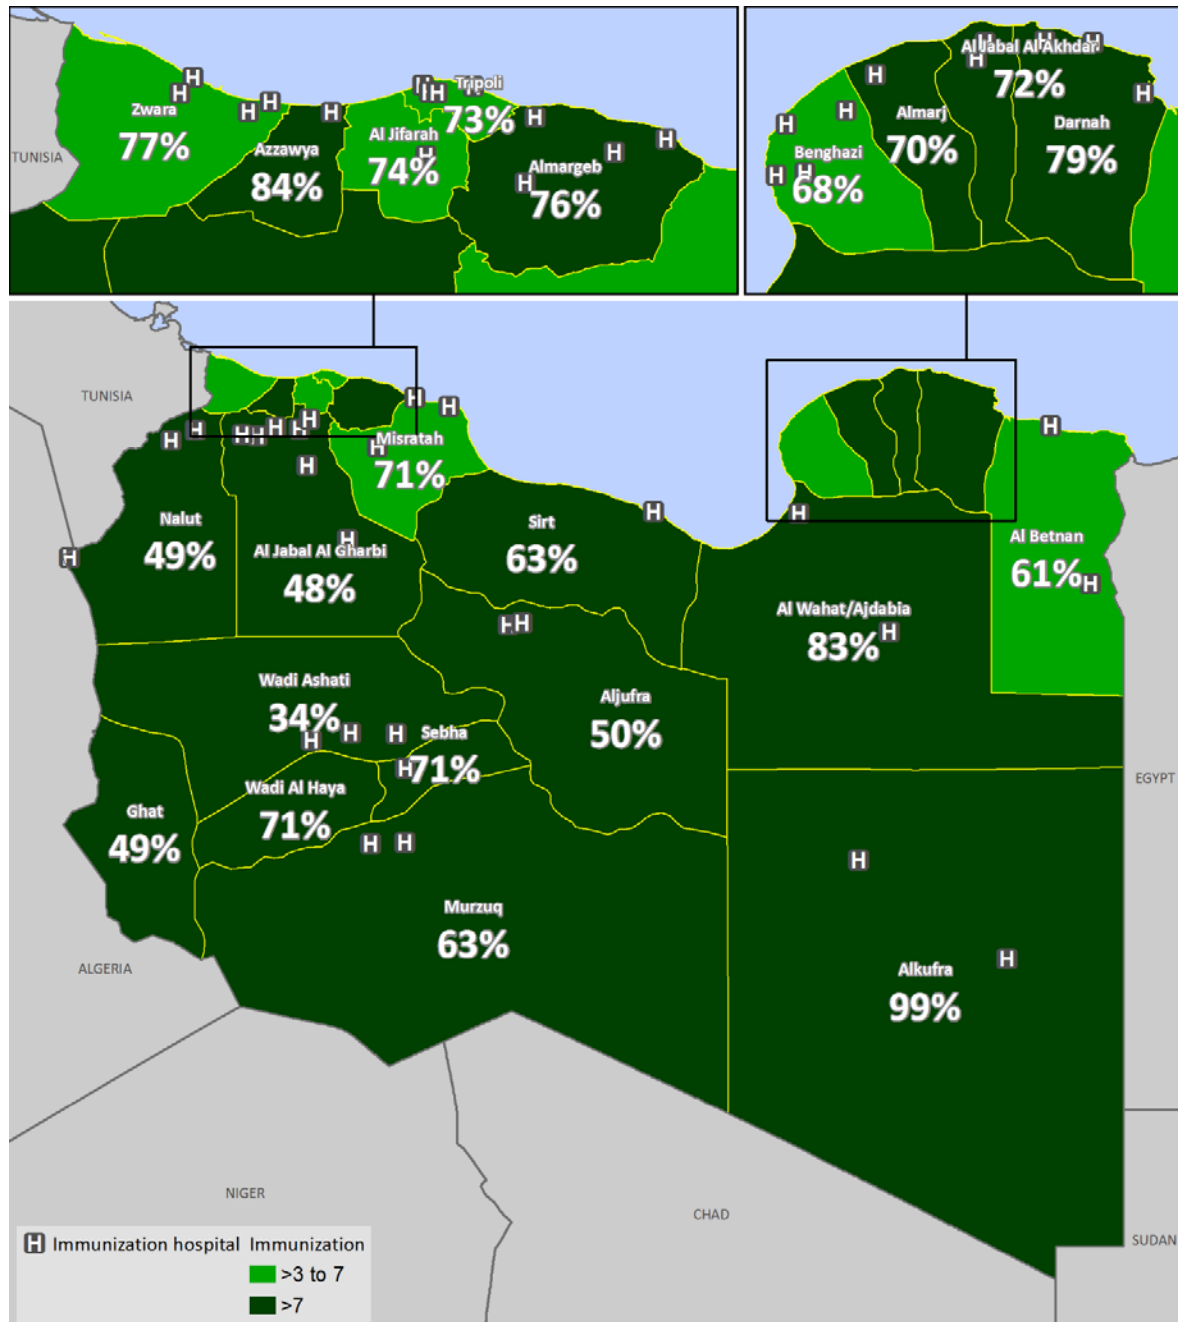 Zwara
77%
TUNISIA
Azzawya
84%
Al Jifarah
74%
Tripoli
73%
Almargeb
76%
Al Jabal Al Akhdar
72%
Almarj
70%
Darnah
79%
Benghazi
68%
TUNISIA
Misratah
71%
Nalut
49%
Al Jabal Al Gharbi
48%
Sirt
63%
Al Betnan
61%
Al Wahat/Ajdabia
83%
Wadi Ashati
34%
Aljufra
50%
Sebha
71%
Wadi Al Haya
71%
Ghat
49%
EGYPT
Murzuq
63%
Alkufra
99%
ALGERIA
NIGER
CHAD
SUDAN
H Immunization hospital Immunization
>3 to 7
>7